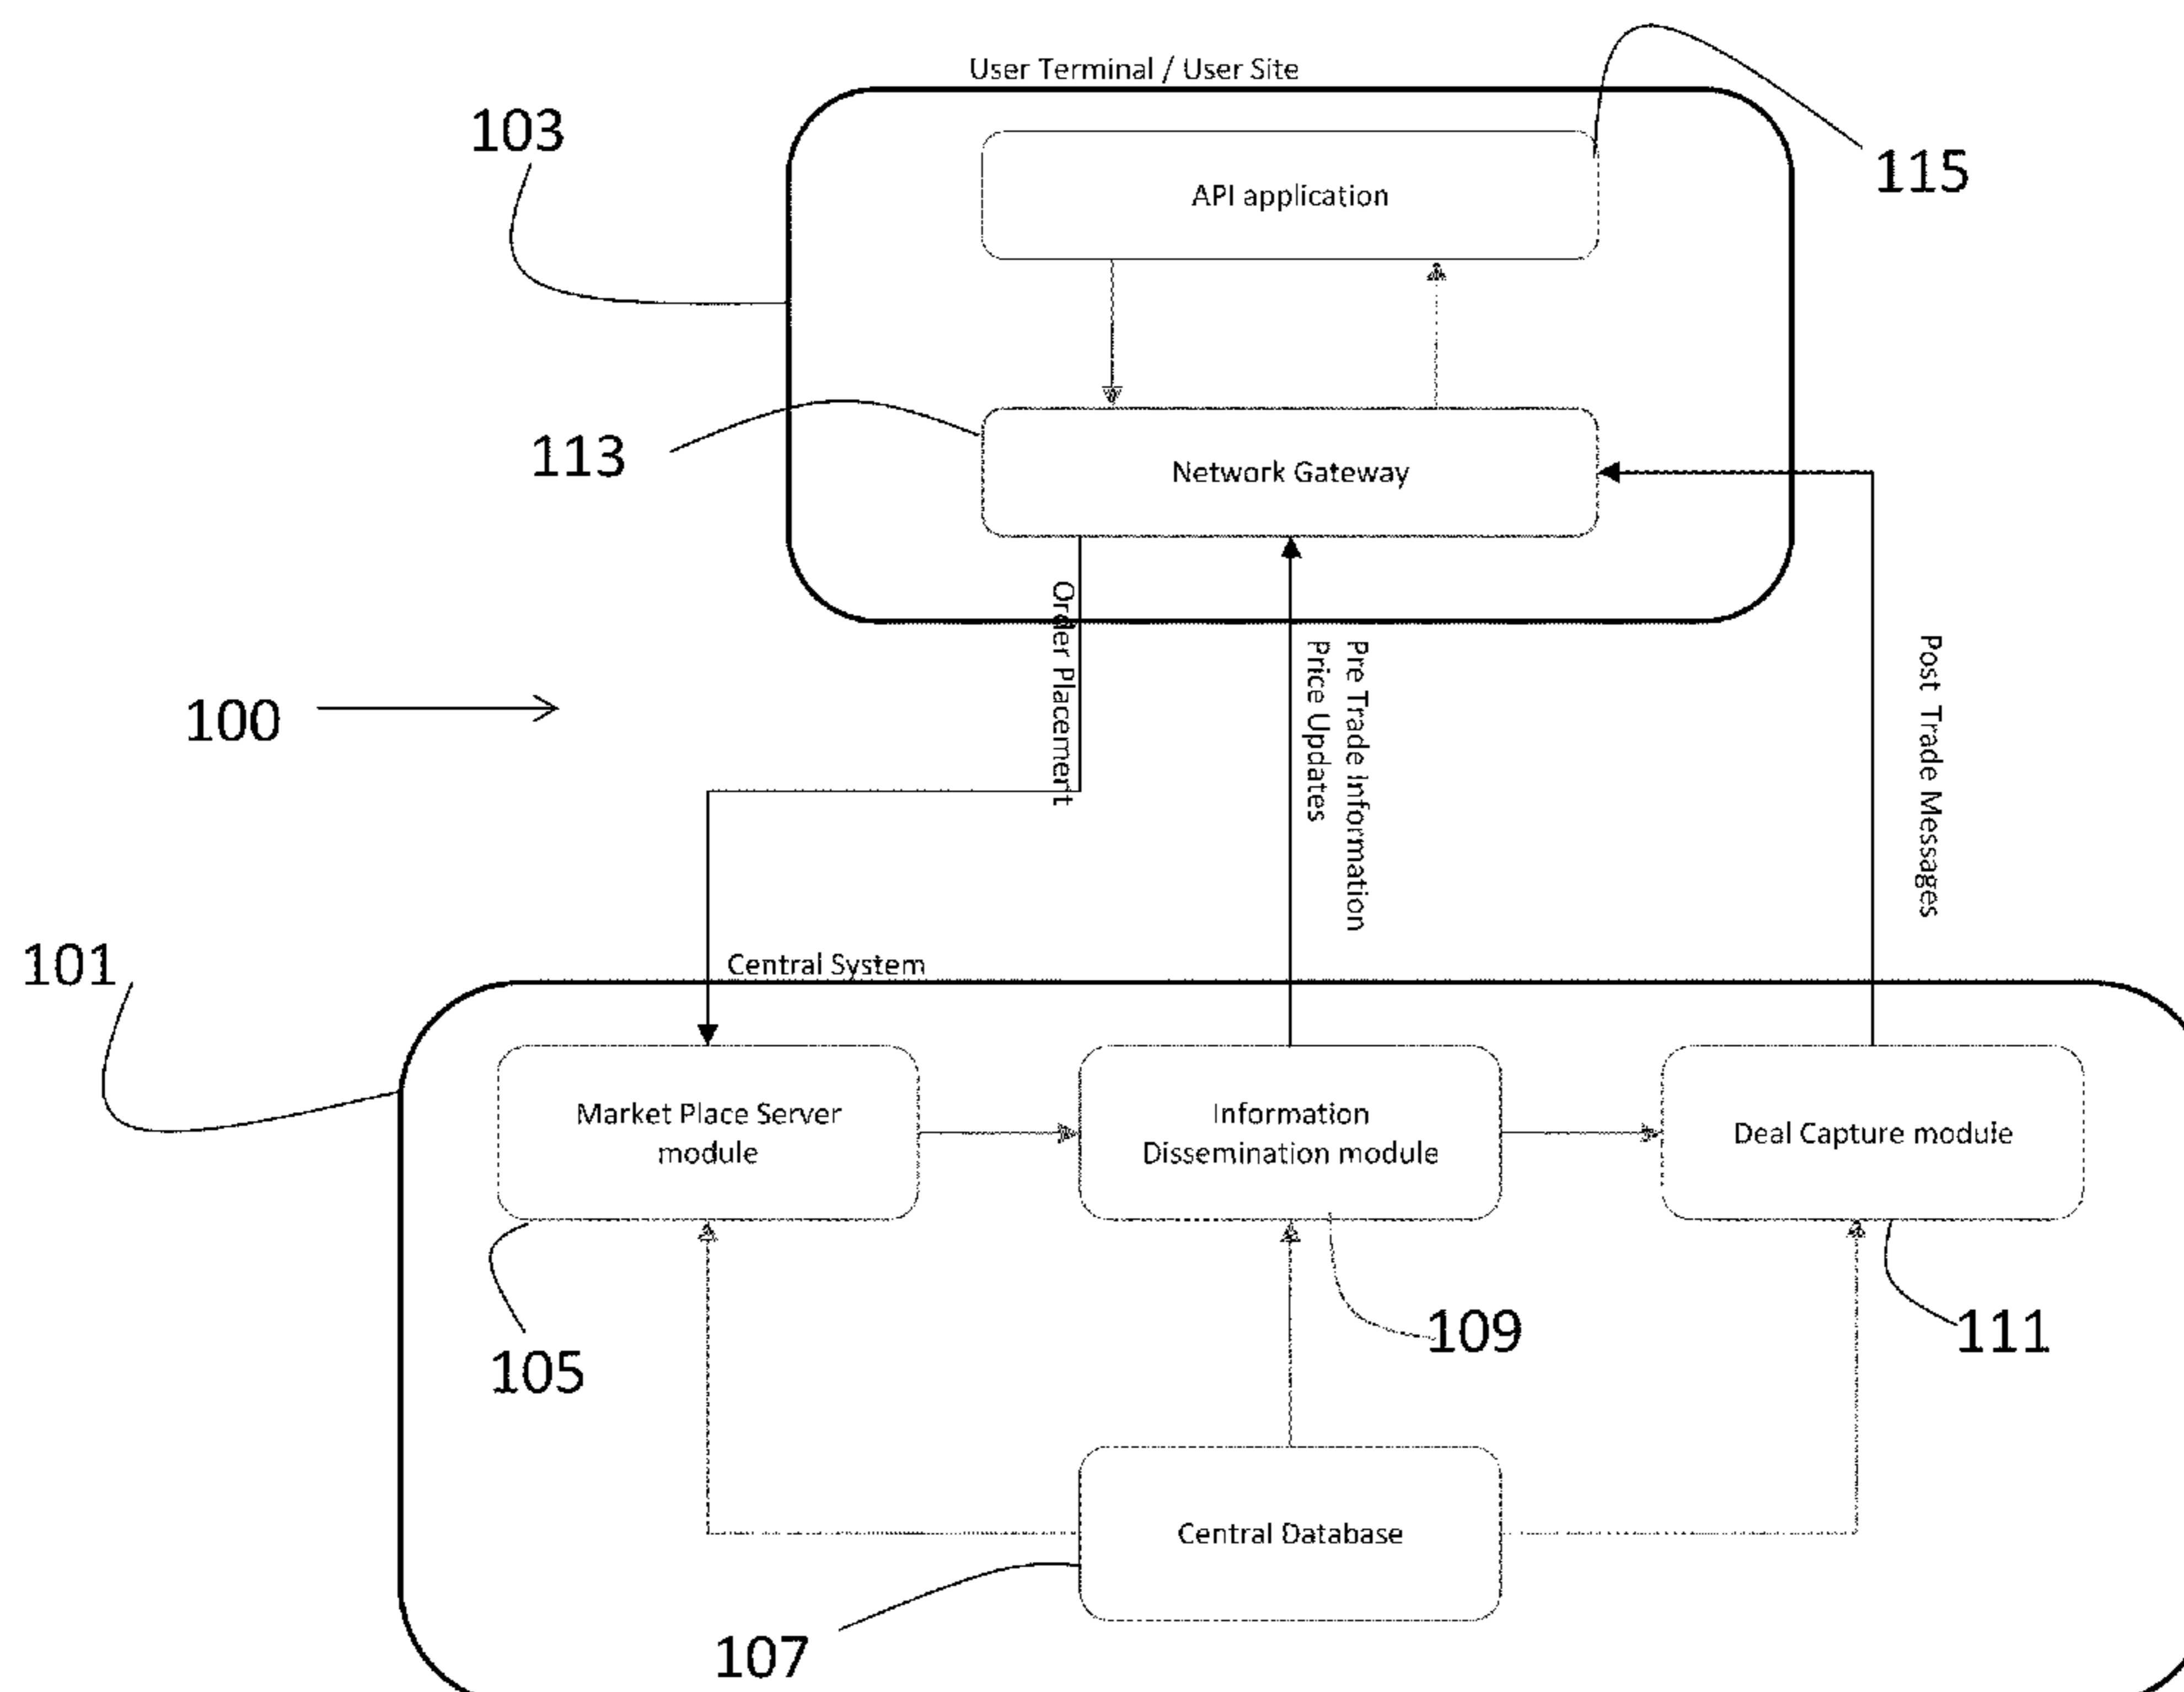 User Terminal / User Site
103
API application
115
113
Network Gateway
Order Placement
Pre Trade Information
Price Updates
Post Trade Messages
100
101
Central System
Market Place Server
module
Information
Dissemination module
Deal Capture module
105
109
111
Central Database
107